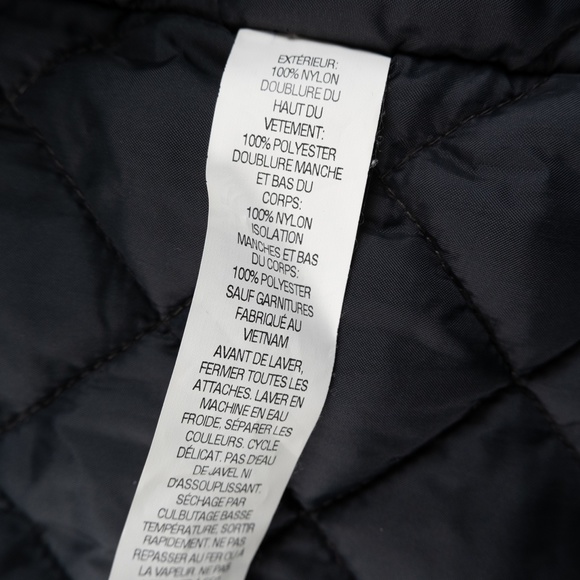 EXTÉRIEUR:
100% NYLON
DOUBLURE DU
HAUT DU
VETEMENT:
100% POLYESTER
DOUBLURE MANCHE
ET BAS DU
CORPS:
100% NYLON
ISOLATION
MANCHES ET BAS
DU CORPS:
100% POLYESTER
SAUF GARNITURES
FABRIQUÉ AU
VIETNAM
AVANT DE LAVER,
FERMER TOUTES LES
ATTACHES. LAVER EN
MACHINE EN EAU
FROIDE, SÉPARER LES
COULEURS. CYCLE
DÉLICAT. PAS D'EAU
DE JAVEL NI
D'ASSOUPLISSANT.
SÉCHAGE PAR
CULBUTAGE BASSE
TEMPÉRATURE, SORTIR
RAPIDEMENT. NE PAS
REPASSER AU FER OU A
LA VAPEUR. NE PAS